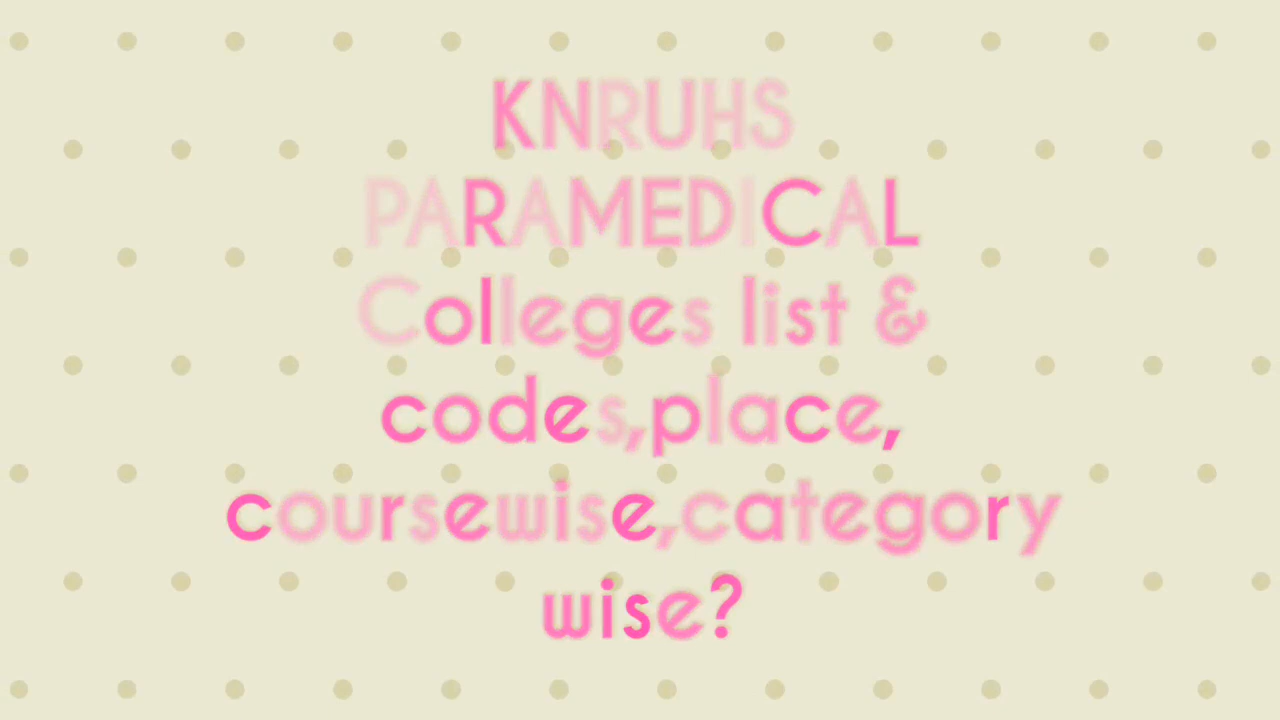 KNRUHS
PARAMEDICAL
Colleges list &
codes,place,
coursewise,category
wise?